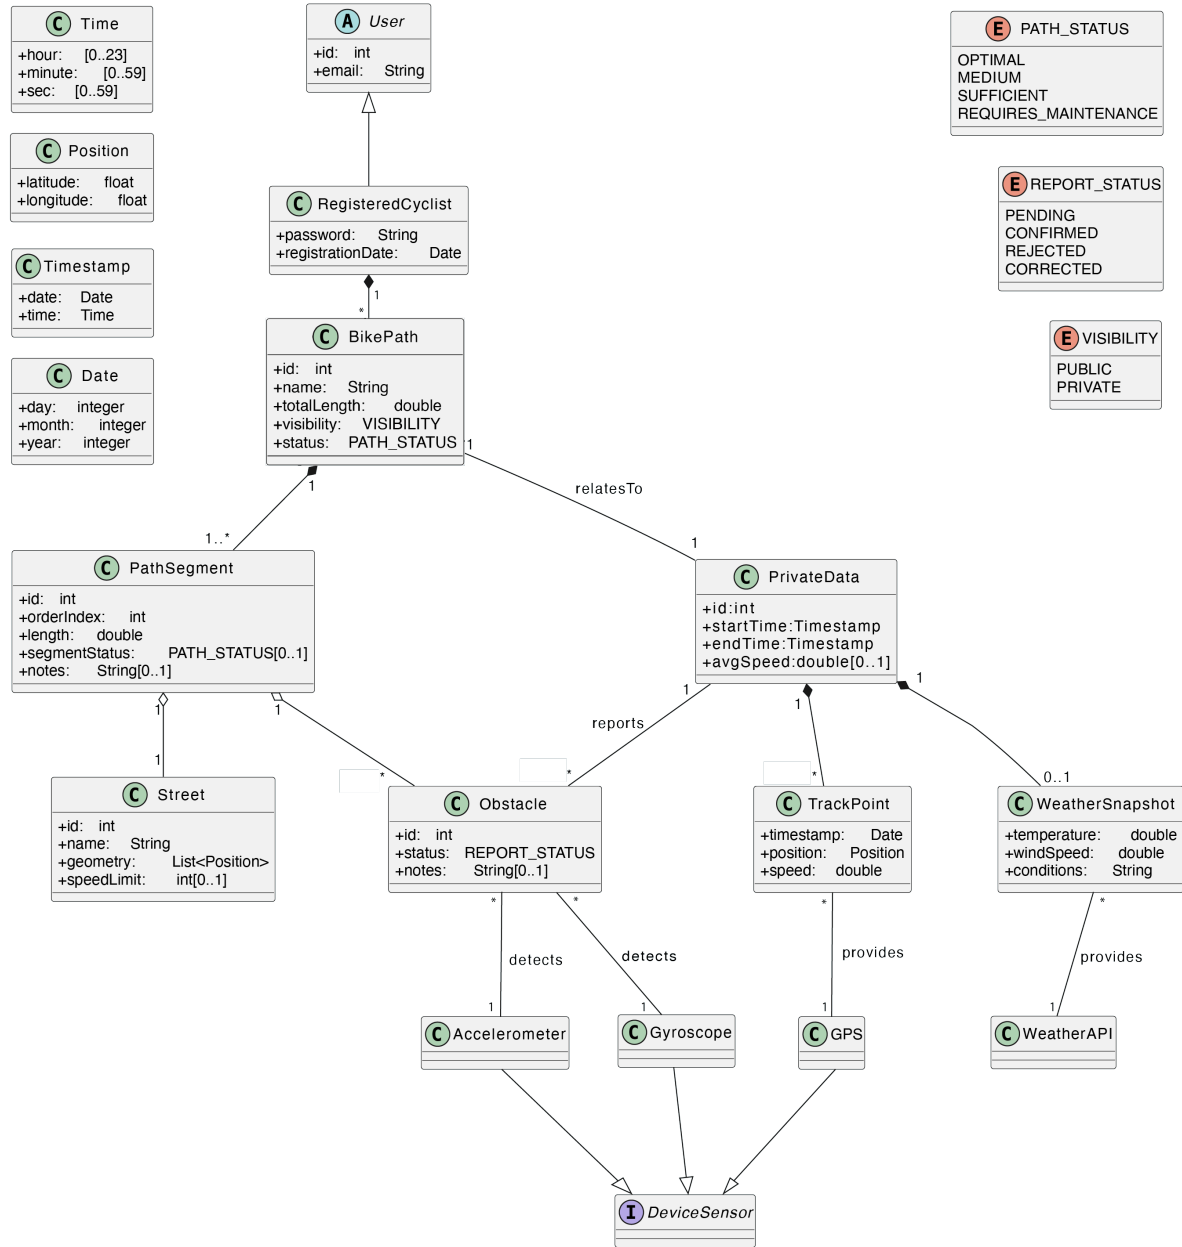 C Time
+hour: [0..23]
+minute: [0..59]
+sec: [0..59]
C Position
+latitude: float
+longitude: float
C Timestamp
+date: Date
+time: Time
C Date
+day: integer
+month: integer
+year: integer
A User
+id: int
+email: String
C RegisteredCyclist
+password: String
+registrationDate: Date
1
*
C BikePath
+id: int
+name: String
+totalLength: double
+visibility: VISIBILITY
+status: PATH_STATUS
1
1
relatesTo
1..*
1
E PATH_STATUS
OPTIMAL
MEDIUM
SUFFICIENT
REQUIRES_MAINTENANCE
E REPORT_STATUS
PENDING
CONFIRMED
REJECTED
CORRECTED
E VISIBILITY
PUBLIC
PRIVATE
C PathSegment
+id: int
+orderIndex: int
+length: double
+segmentStatus: PATH_STATUS[0..1]
+notes: String[0..1]
C PrivateData
+id:int
+startTime:Timestamp
+endTime:Timestamp
+avgSpeed:double[0..1]
1
1
1
1
1
reports
1
*
*
*
0..1
C Street
+id: int
+name: String
+geometry: List<Position>
+speedLimit: int[0..1]
C Obstacle
+id: int
+status: REPORT_STATUS
+notes: String[0..1]
C TrackPoint
+timestamp: Date
+position: Position
+speed: double
C WeatherSnapshot
+temperature: double
+windSpeed: double
+conditions: String
*
*
*
*
detects
detects
provides
provides
1
1
1
1
C Accelerometer
C Gyroscope
C GPS
C WeatherAPI
I DeviceSensor